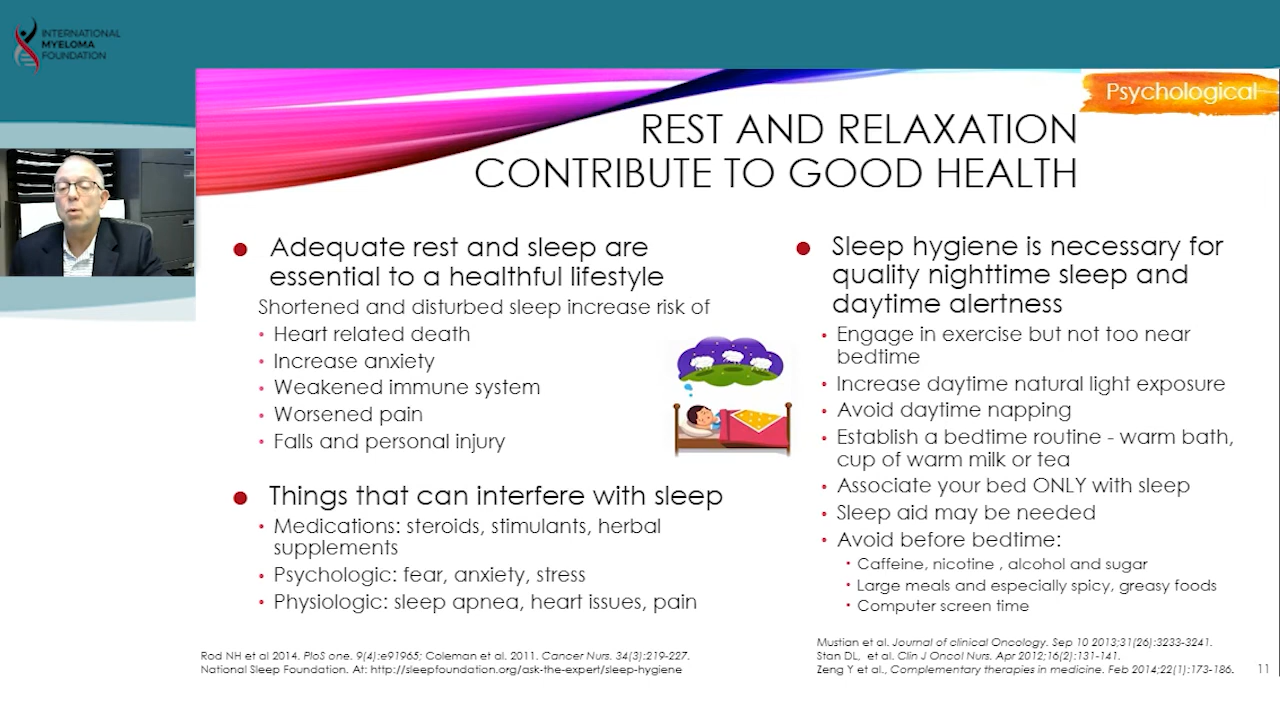 INTERNATIONAL
MYELOMA
FOUNDATION
Psychological
REST AND RELAXATION
CONTRIBUTE TO GOOD HEALTH
Adequate rest and sleep are
essential to a healthful lifestyle
Shortened and disturbed sleep increase risk of
Heart related death
Increase anxiety
Weakened immune system
Worsened pain
Falls and personal injury
Things that can interfere with sleep
Medications: steroids, stimulants, herbal
supplements
Psychologic: fear, anxiety, stress
Physiologic: sleep apnea, heart issues, pain
Sleep hygiene is necessary for
quality nighttime sleep and
daytime alertness
Engage in exercise but not too near
bedtime
Increase daytime natural light exposure
Avoid daytime napping
Establish a bedtime routine - warm bath,
cup of warm milk or tea
Associate your bed ONLY with sleep
Sleep aid may be needed
Avoid before bedtime:
Caffeine, nicotine , alcohol and sugar
Large meals and especially spicy, greasy foods
Computer screen time
Rod NH et al 2014. PloS one. 9(4):e91965; Coleman et al. 2011. Cancer Nurs. 34(3):219-227.
National Sleep Foundation. At: http://sleepfoundation.org/ask-the-expert/sleep-hygiene
Mustian et al. Journal of clinical Oncology. Sep 10 2013;31(26):3233-3241.
Stan DL, et al. Clin J Oncol Nurs. Apr 2012;16(2):131-141.
Zeng Y et al., Complementary therapies in medicine. Feb 2014;22(1):173-186.
11